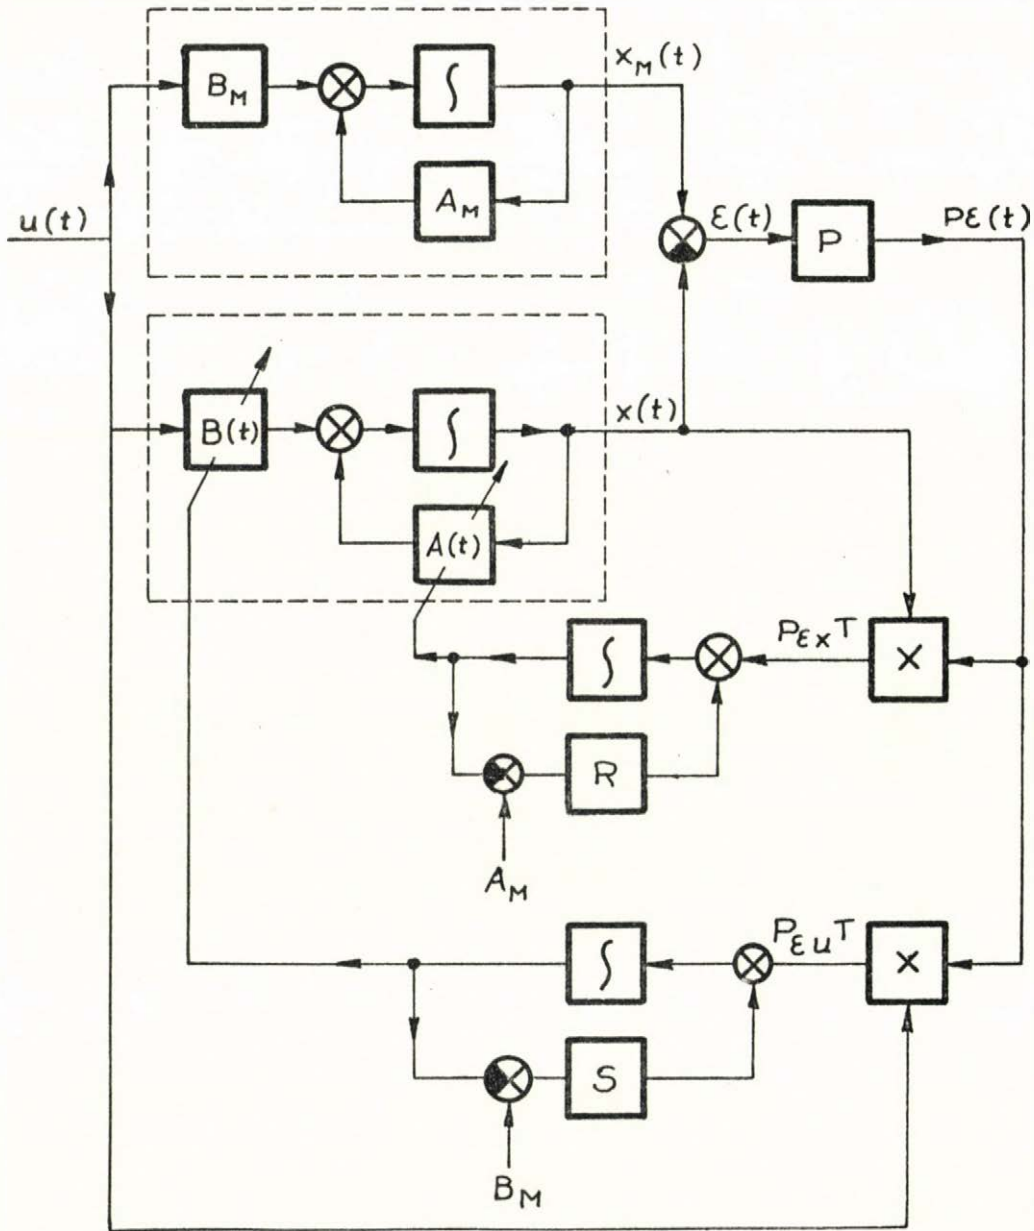 x_M(t)
B_M
∫
A_M
u(t)
ε(t)
P
Pε(t)
B(t)
∫
x(t)
A(t)
∫
PεxT
×
R
A_M
∫
PεuT
×
S
B_M